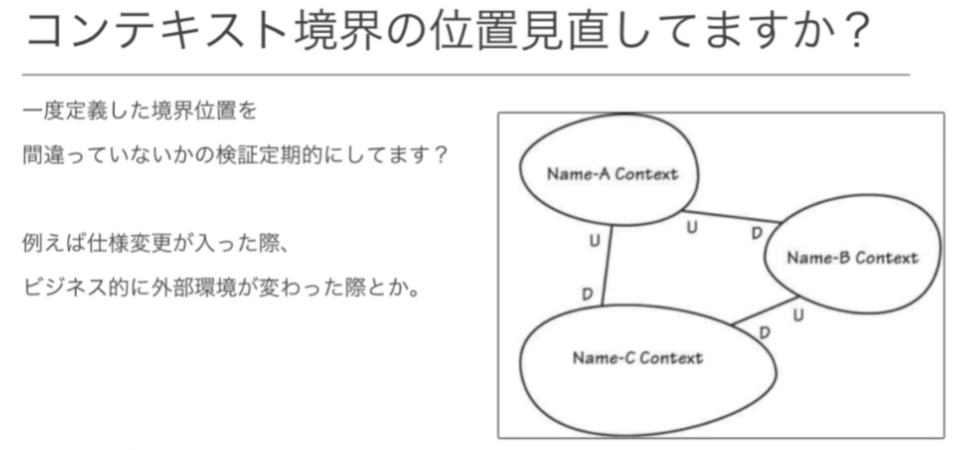 コンテキスト境界の位置見直してますか？
一度定義した境界位置を
間違っていないかの検証定期的にしてます？
例えば仕様変更が入った際、
ビジネス的に外部環境が変わった際とか。
Name-A Context
U
U
D
Name-B Context
D
U
D
Name-C Context